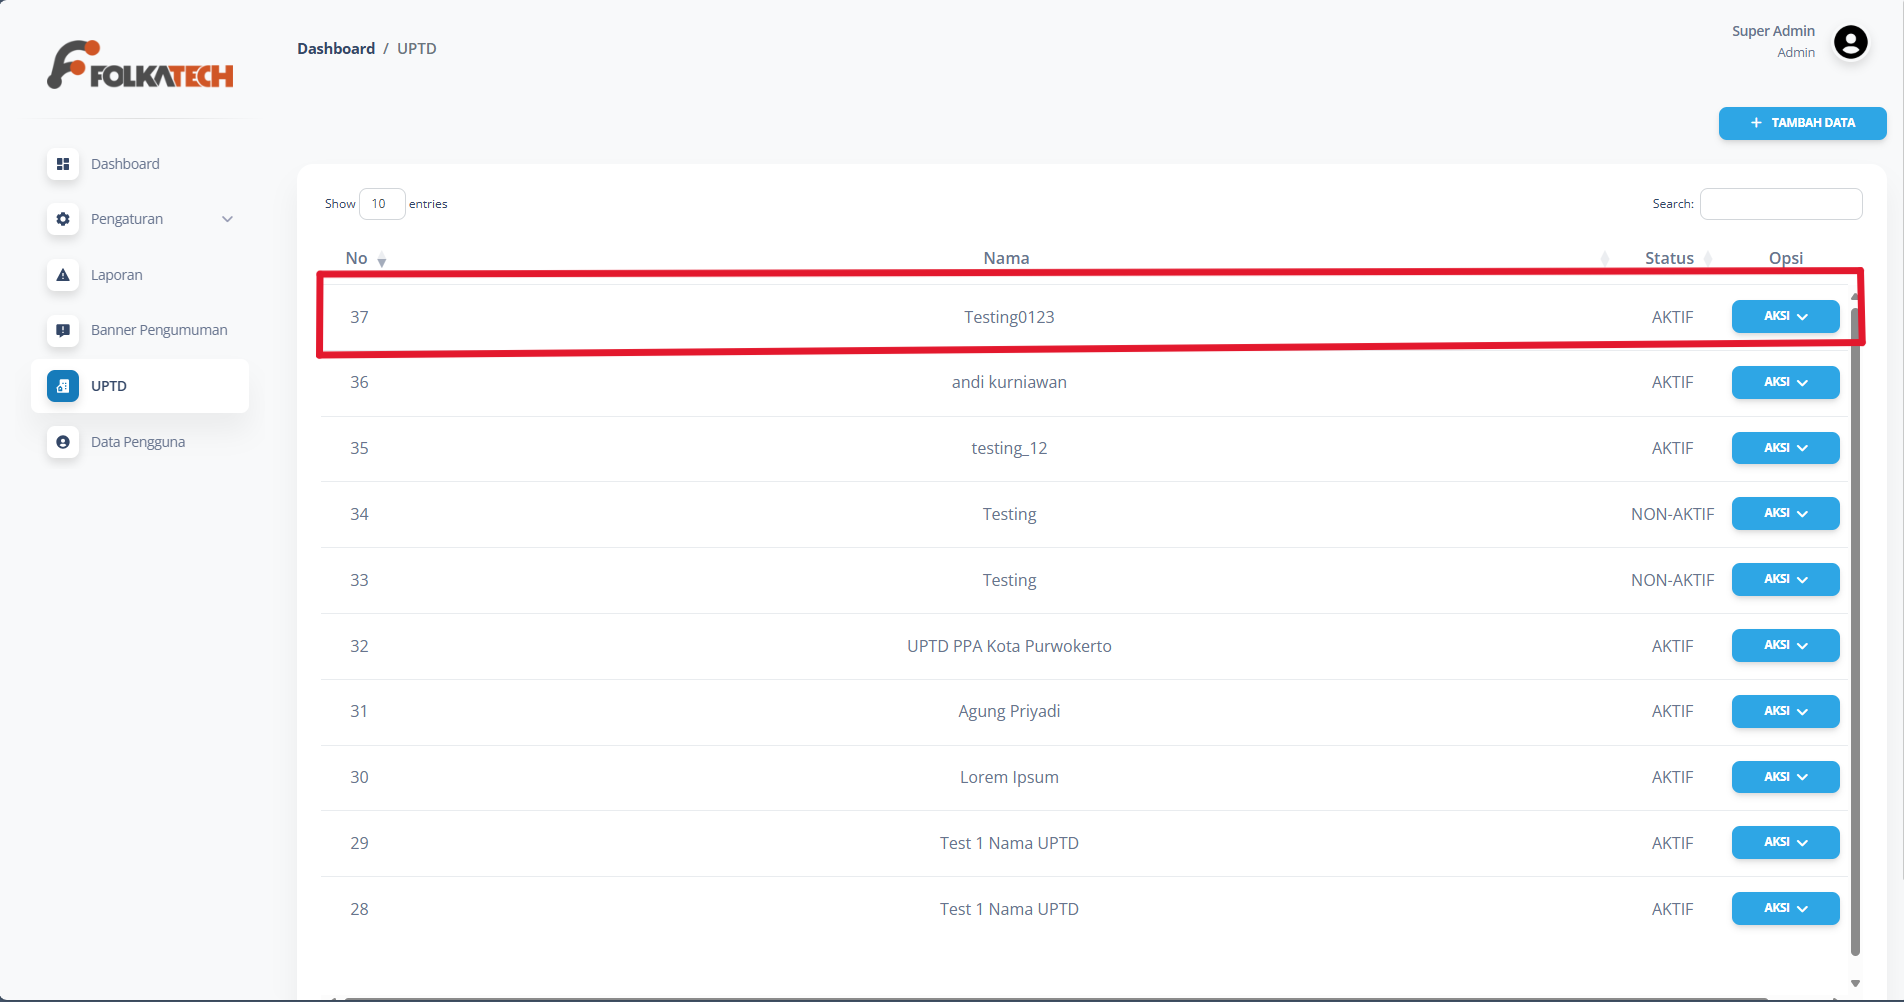 FOLKATECH
Dashboard / UPTD
Super Admin
Admin
+ TAMBAH DATA
Dashboard
Pengaturan
Laporan
Banner Pengumuman
UPTD
Data Pengguna
Show 10 entries
Search:
No Nama Status Opsi
37 Testing0123 AKTIF AKSI
36 andi kurniawan AKTIF AKSI
35 testing_12 AKTIF AKSI
34 Testing NON-AKTIF AKSI
33 Testing NON-AKTIF AKSI
32 UPTD PPA Kota Purwokerto AKTIF AKSI
31 Agung Priyadi AKTIF AKSI
30 Lorem Ipsum AKTIF AKSI
29 Test 1 Nama UPTD AKTIF AKSI
28 Test 1 Nama UPTD AKTIF AKSI